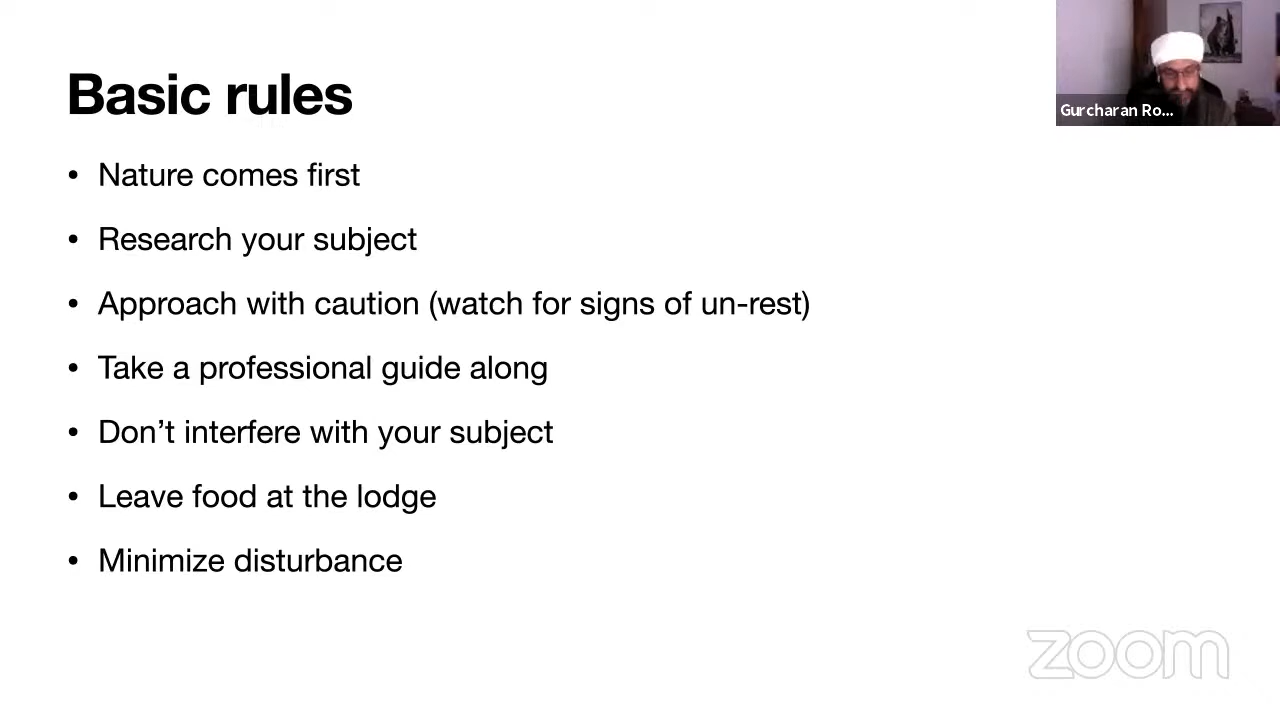 Basic rules
• Nature comes first
• Research your subject
• Approach with caution (watch for signs of un-rest)
• Take a professional guide along
• Don’t interfere with your subject
• Leave food at the lodge
• Minimize disturbance
Gurcharan Ro...
zoom